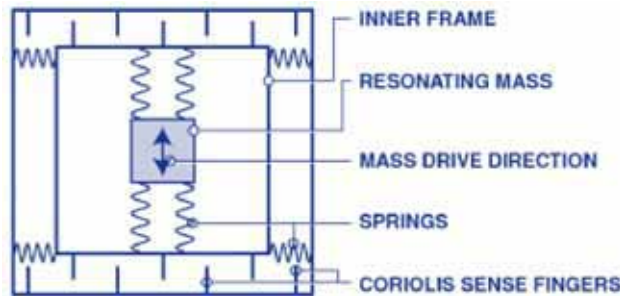 INNER FRAME
RESONATING MASS
MASS DRIVE DIRECTION
SPRINGS
CORIOLIS SENSE FINGERS